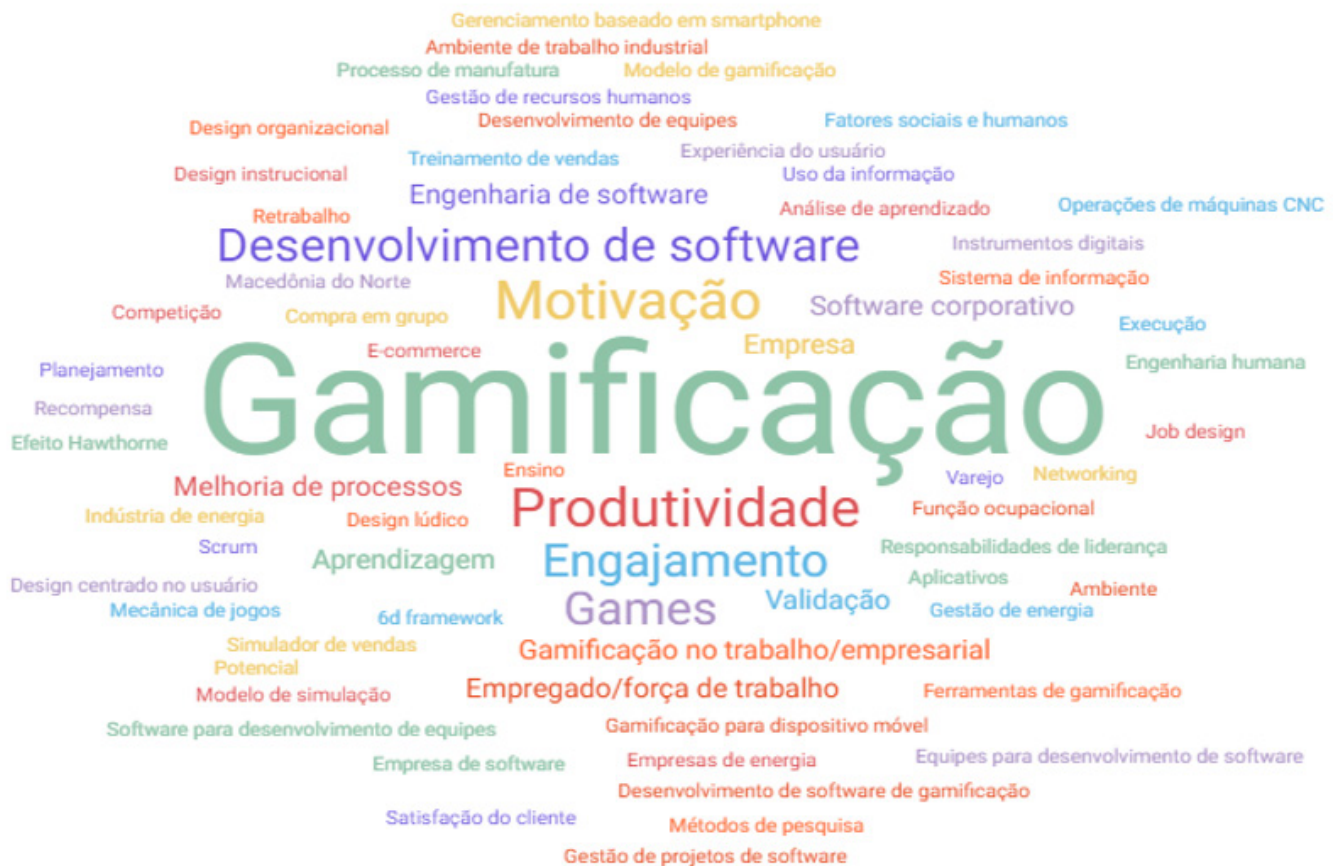 Gerenciamento baseado em smartphone
Ambiente de trabalho industrial
Processo de manufatura
Modelo de gamificação
Gestão de recursos humanos
Design organizacional
Desenvolvimento de equipes
Fatores sociais e humanos
Treinamento de vendas
Experiência do usuário
Design instrucional
Uso da informação
Engenharia de software
Retrabalho
Análise de aprendizado
Operações de máquinas CNC
Desenvolvimento de software
Instrumentos digitais
Macedônia do Norte
Sistema de informação
Motivação
Software corporativo
Competição
Compra em grupo
Execução
E-commerce
Empresa
Planejamento
Engenharia humana
Gamificação
Recompensa
Efeito Hawthorne
Job design
Ensino
Varejo
Networking
Melhoria de processos
Produtividade
Função ocupacional
Indústria de energia
Design lúdico
Scrum
Aprendizagem
Engajamento
Responsabilidades de liderança
Design centrado no usuário
Aplicativos
Ambiente
Mecânica de jogos
6d framework
Games
Validação
Gestão de energia
Simulador de vendas
Gamificação no trabalho/empresarial
Potencial
Modelo de simulação
Empregado/força de trabalho
Ferramentas de gamificação
Software para desenvolvimento de equipes
Gamificação para dispositivo móvel
Empresa de software
Empresas de energia
Equipes para desenvolvimento de software
Desenvolvimento de software de gamificação
Satisfação do cliente
Métodos de pesquisa
Gestão de projetos de software